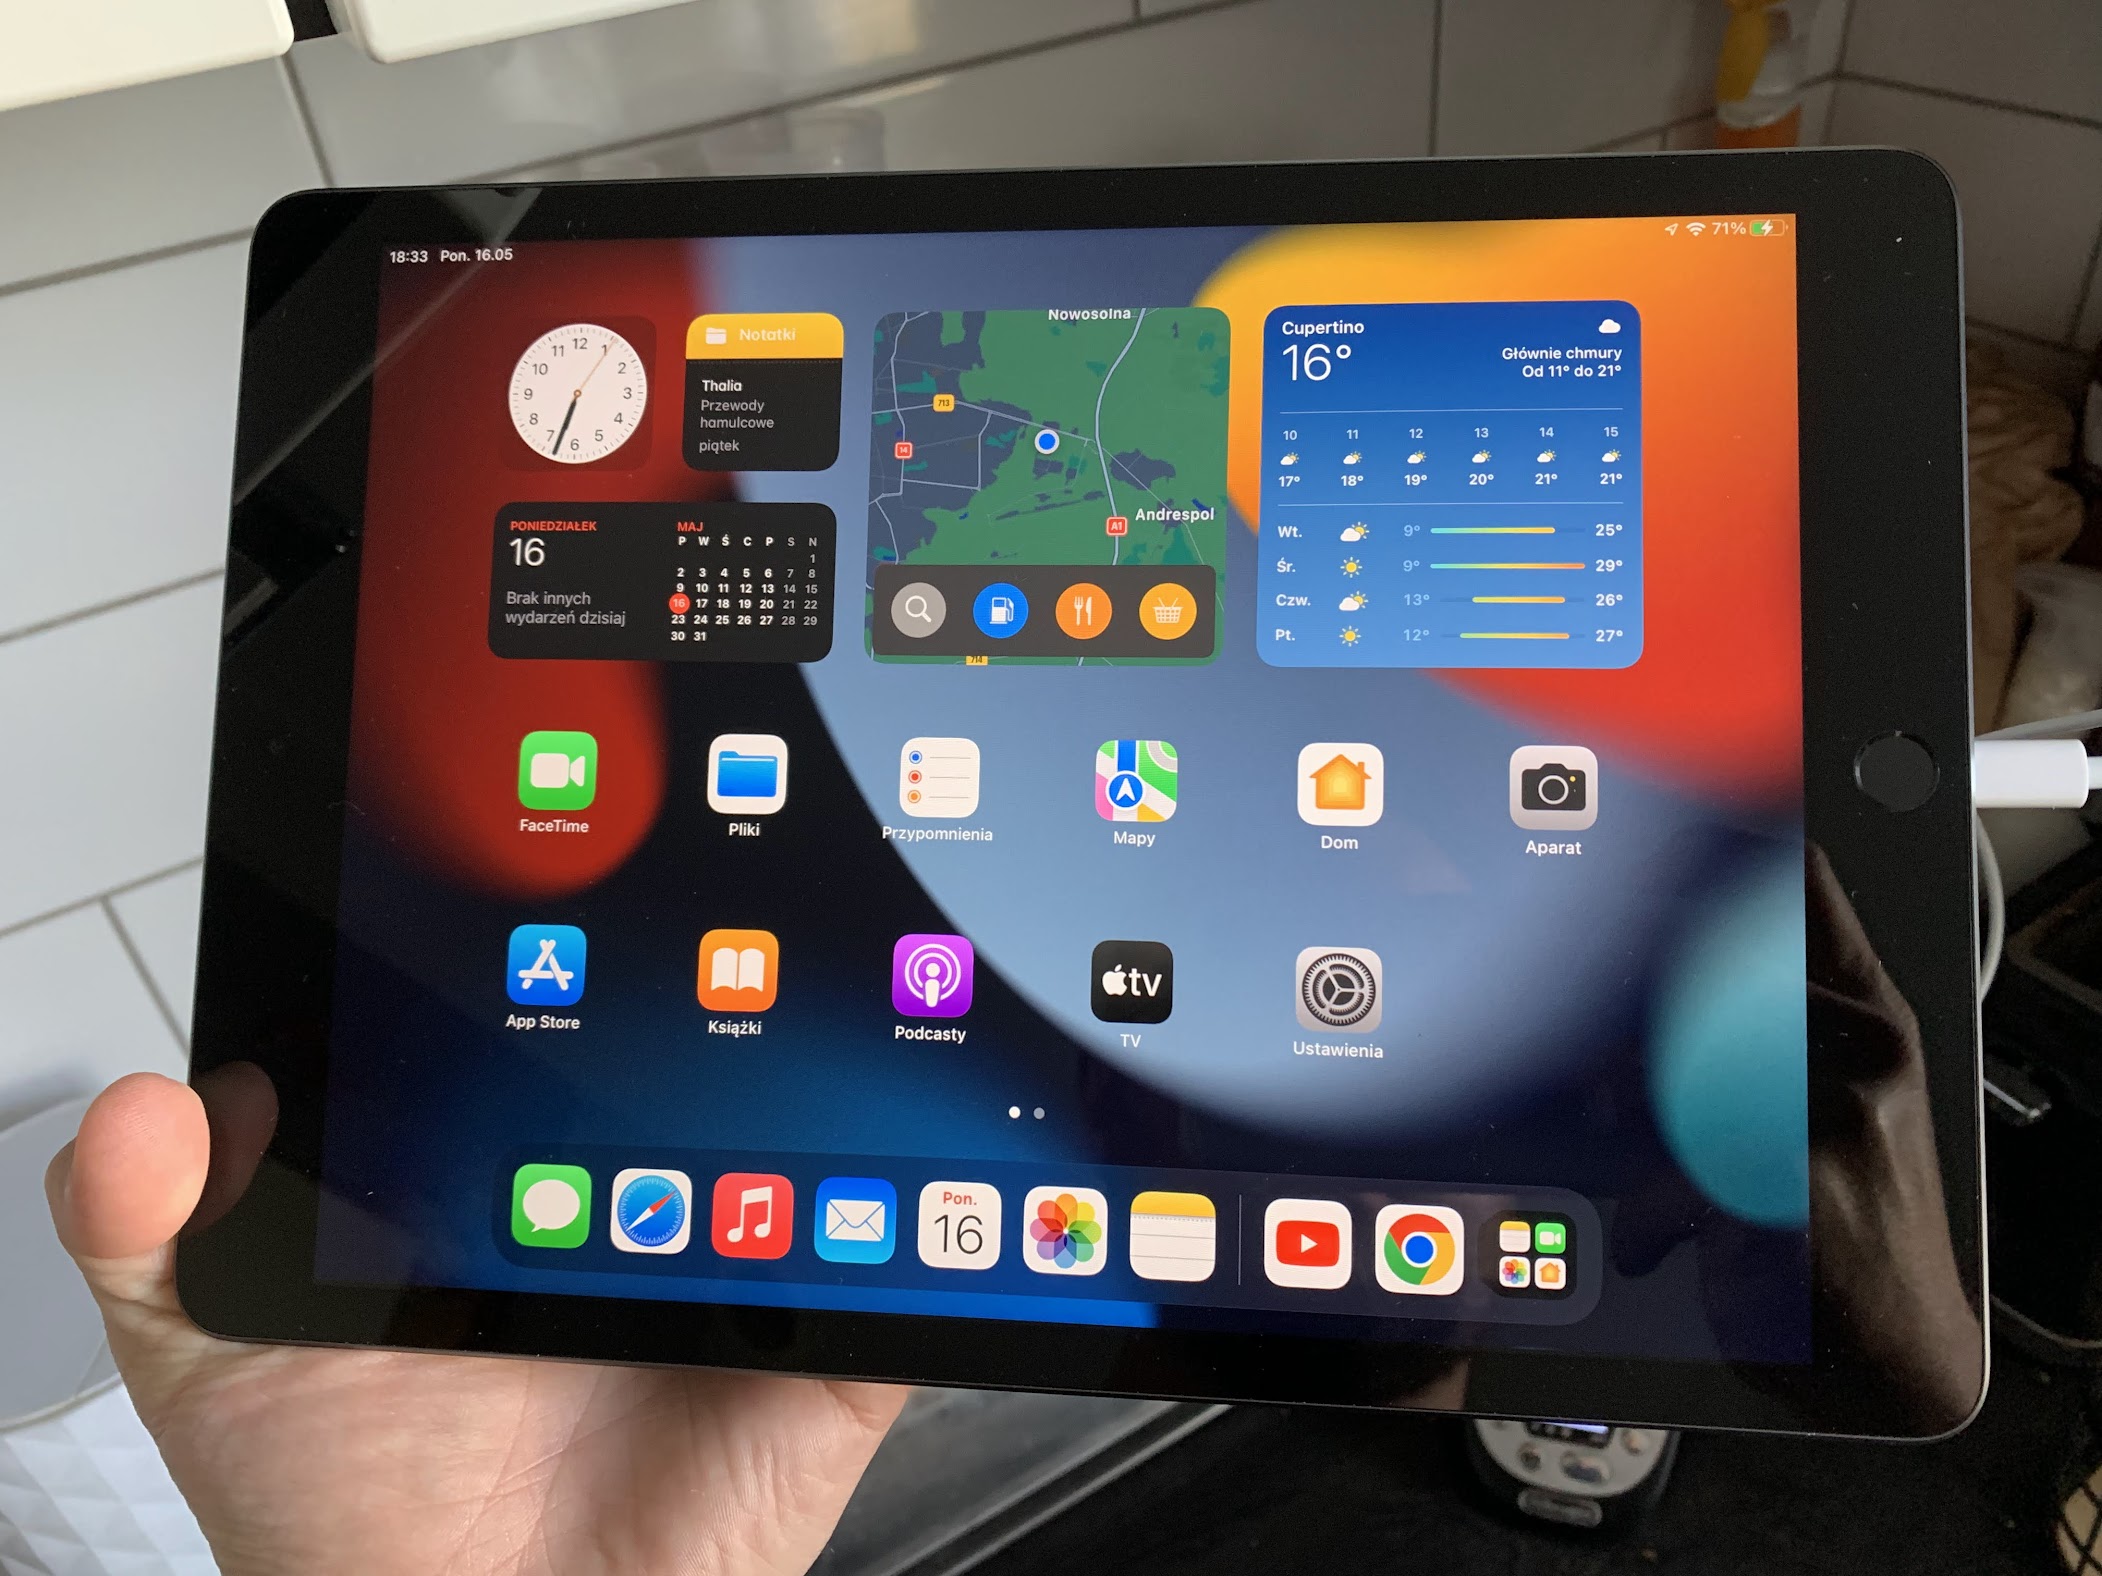 18:33 Pon. 16.05
71%
12
1
2
3
4
5
6
7
8
9
10
11
Notatki
Thalia
Przewody
hamulcowe
piątek
Nowosolna
713
14
A1
Andrespol
714
Cupertino
16°
Głównie chmury
Od 11° do 21°
10 11 12 13 14 15
17° 18° 19° 20° 21° 21°
Wt. 9° 25°
Śr. 9° 29°
Czw. 13° 26°
Pt. 12° 27°
PONIEDZIAŁEK
16
Brak innych
wydarzeń dzisiaj
MAJ
P W Ś C P S N
1
2 3 4 5 6 7 8
9 10 11 12 13 14 15
16 17 18 19 20 21 22
23 24 25 26 27 28 29
30 31
FaceTime Pliki Przypomnienia Mapy Dom Aparat
tv
App Store Książki Podcasty TV Ustawienia
Pon.
16